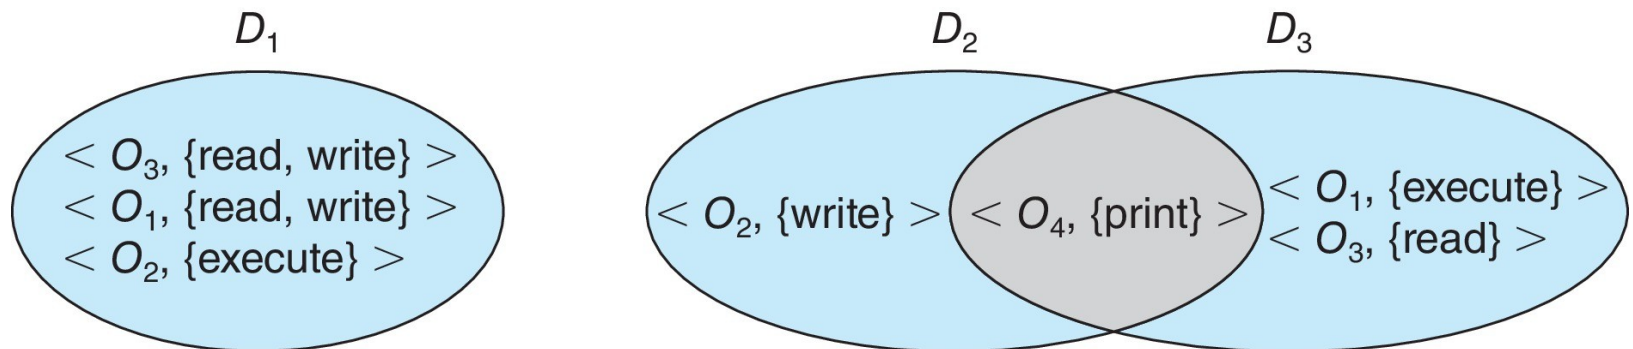 D₁
< O₃, {read, write} >
< O₁, {read, write} >
< O₂, {execute} >
D₂
D₃
< O₂, {write} >
< O₄, {print} >
< O₁, {execute} >
< O₃, {read} >